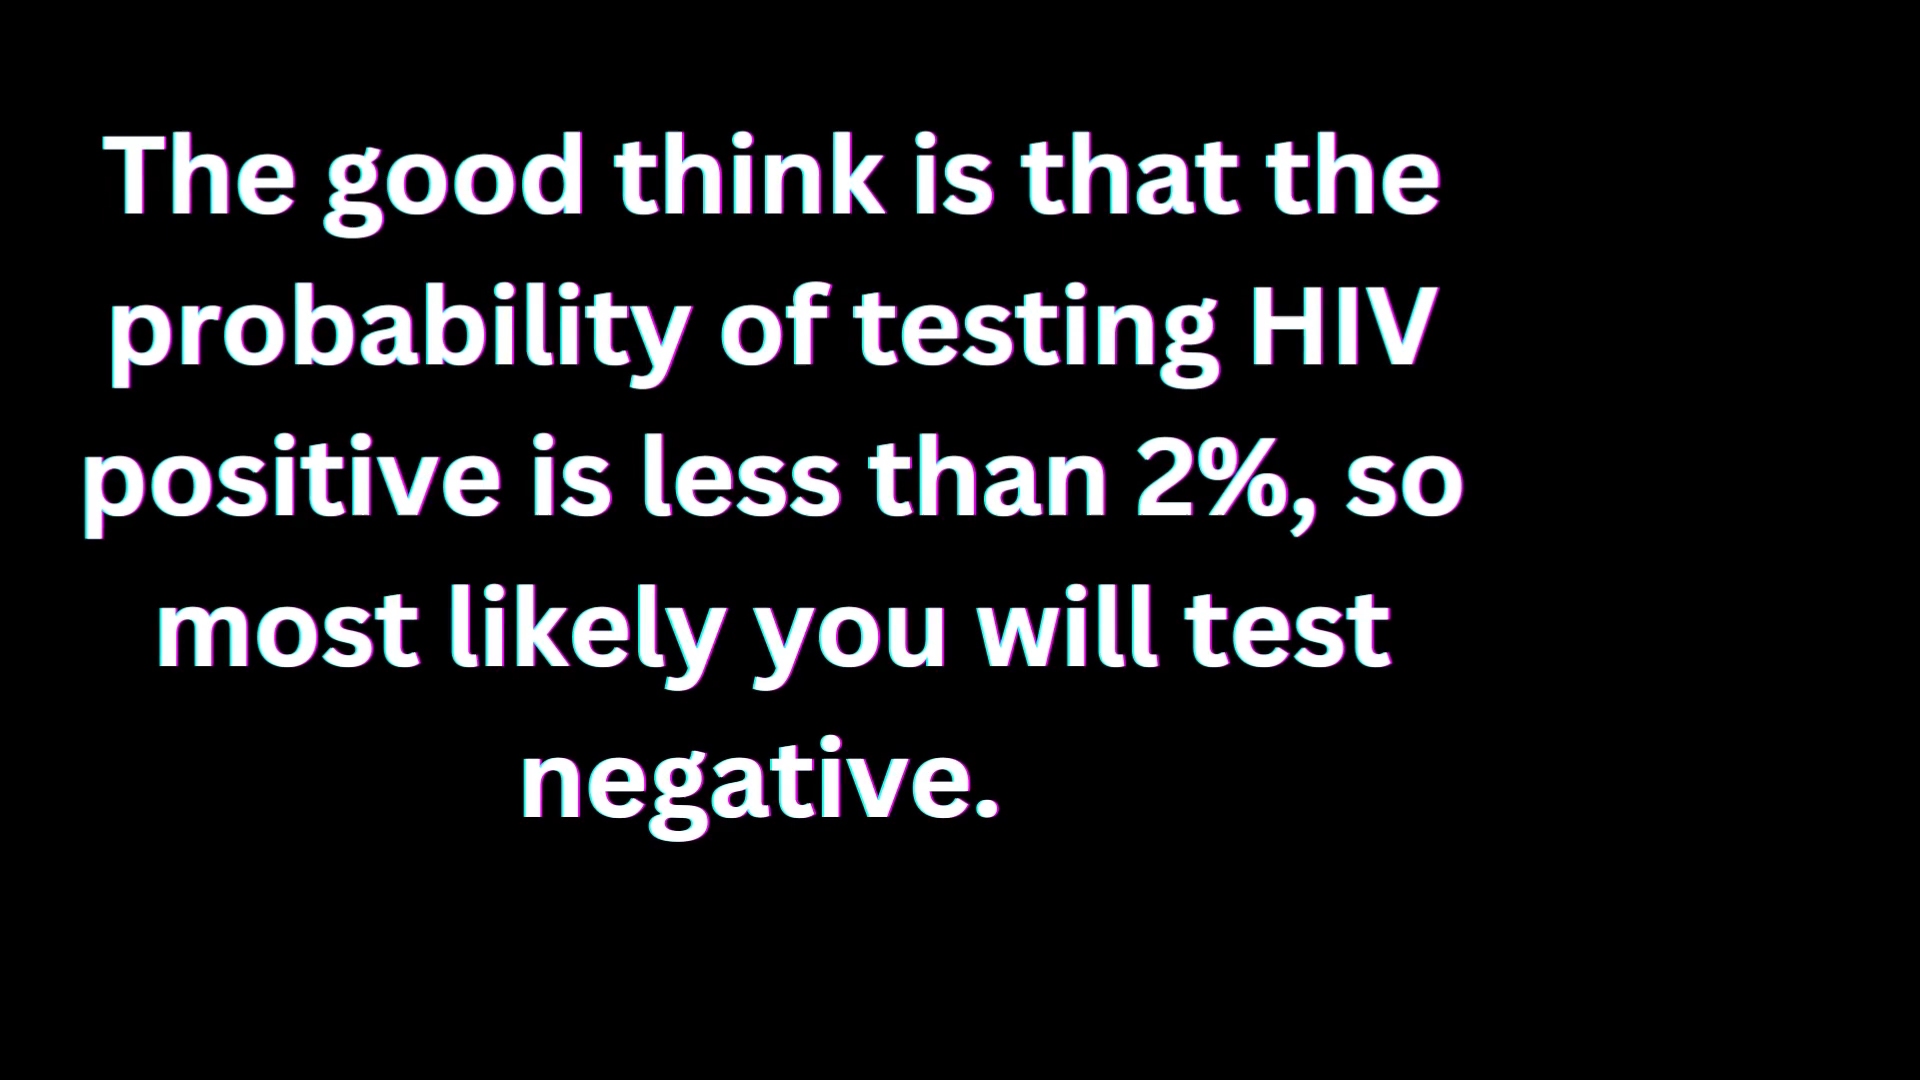 The good think is that the
probability of testing HIV
positive is less than 2%, so
most likely you will test
negative.